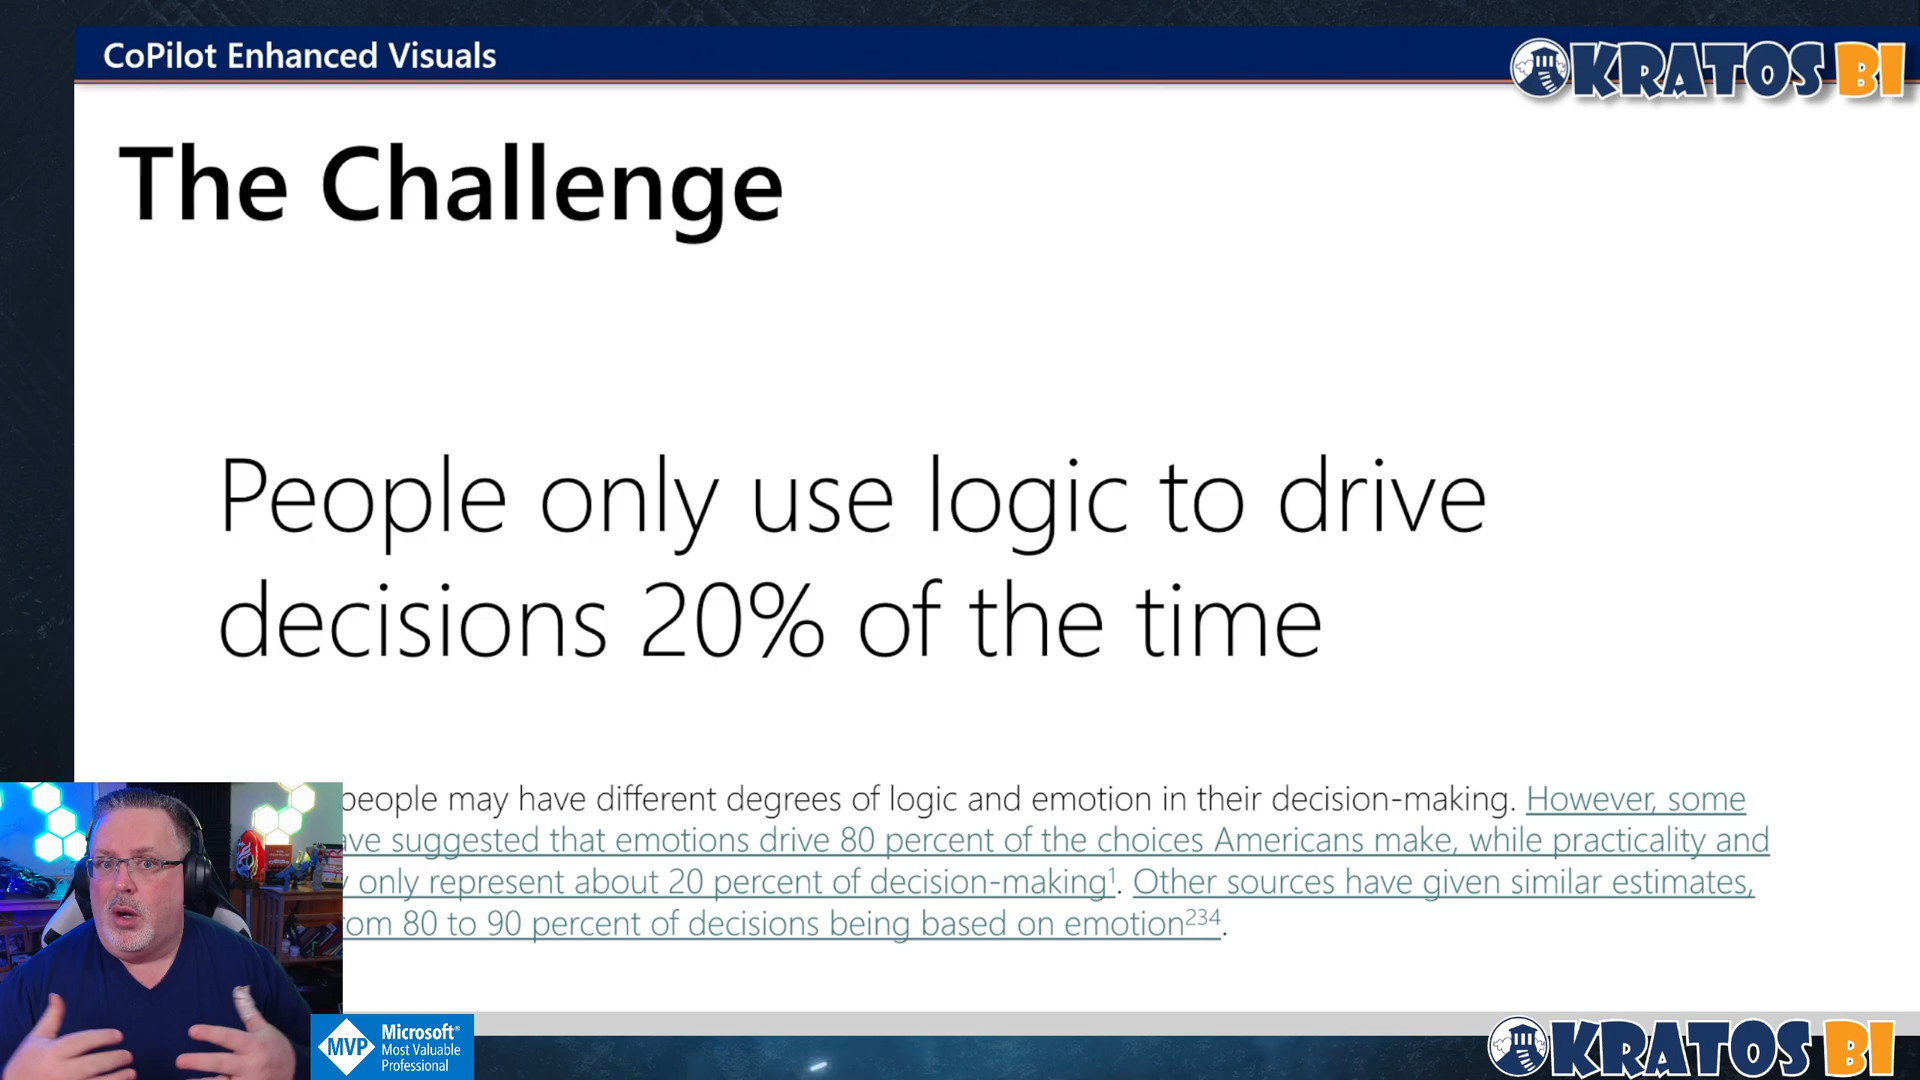 CoPilot Enhanced Visuals
KRATOS BI
The Challenge
People only use logic to drive
decisions 20% of the time
people may have different degrees of logic and emotion in their decision-making. However, some
ve suggested that emotions drive 80 percent of the choices Americans make, while practicality and
only represent about 20 percent of decision-making¹. Other sources have given similar estimates,
om 80 to 90 percent of decisions being based on emotion²³⁴.
MVP
Microsoft®
Most Valuable
Professional
KRATOS BI